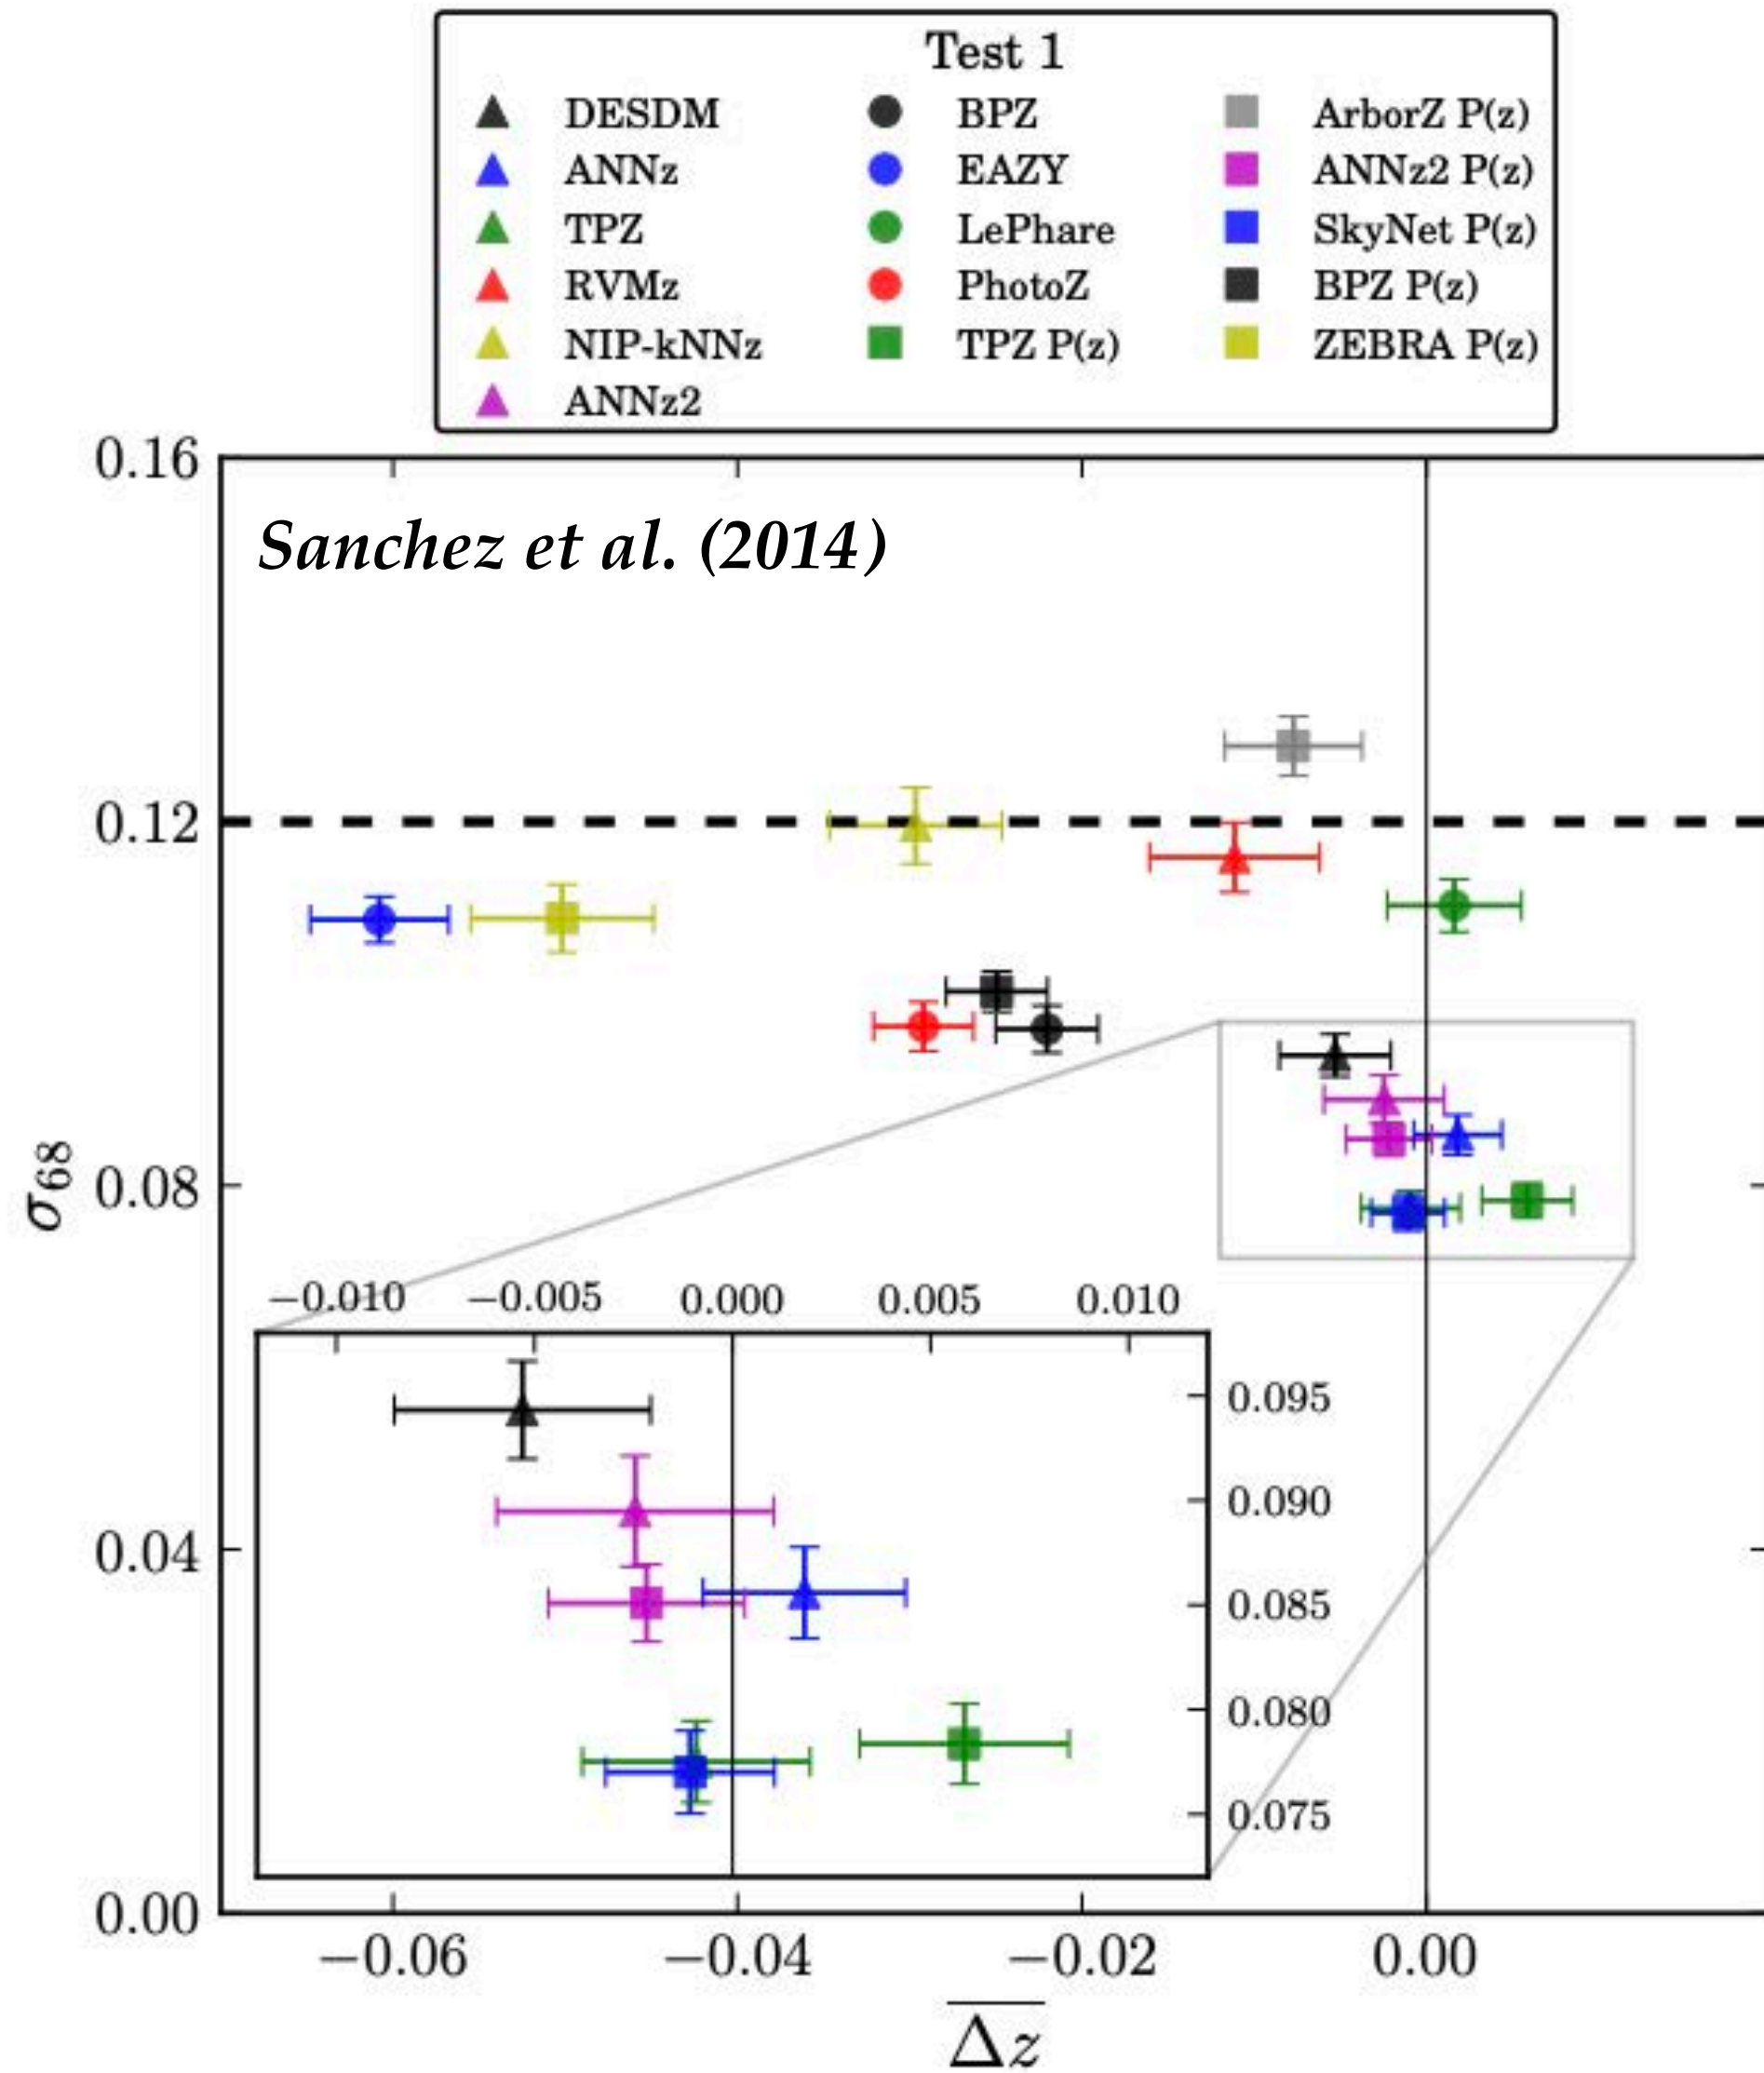 Test 1
DESDM BPZ ArborZ P(z)
ANNz EAZY ANNz2 P(z)
TPZ LePhare SkyNet P(z)
RVMz PhotoZ BPZ P(z)
NIP-kNNz TPZ P(z) ZEBRA P(z)
ANNz2
0.16
Sanchez et al. (2014)
0.12
σ68
0.08
−0.010 −0.005 0.000 0.005 0.010
0.095
0.090
0.04
0.085
0.080
0.075
0.00
−0.06 −0.04 −0.02 0.00
Δz